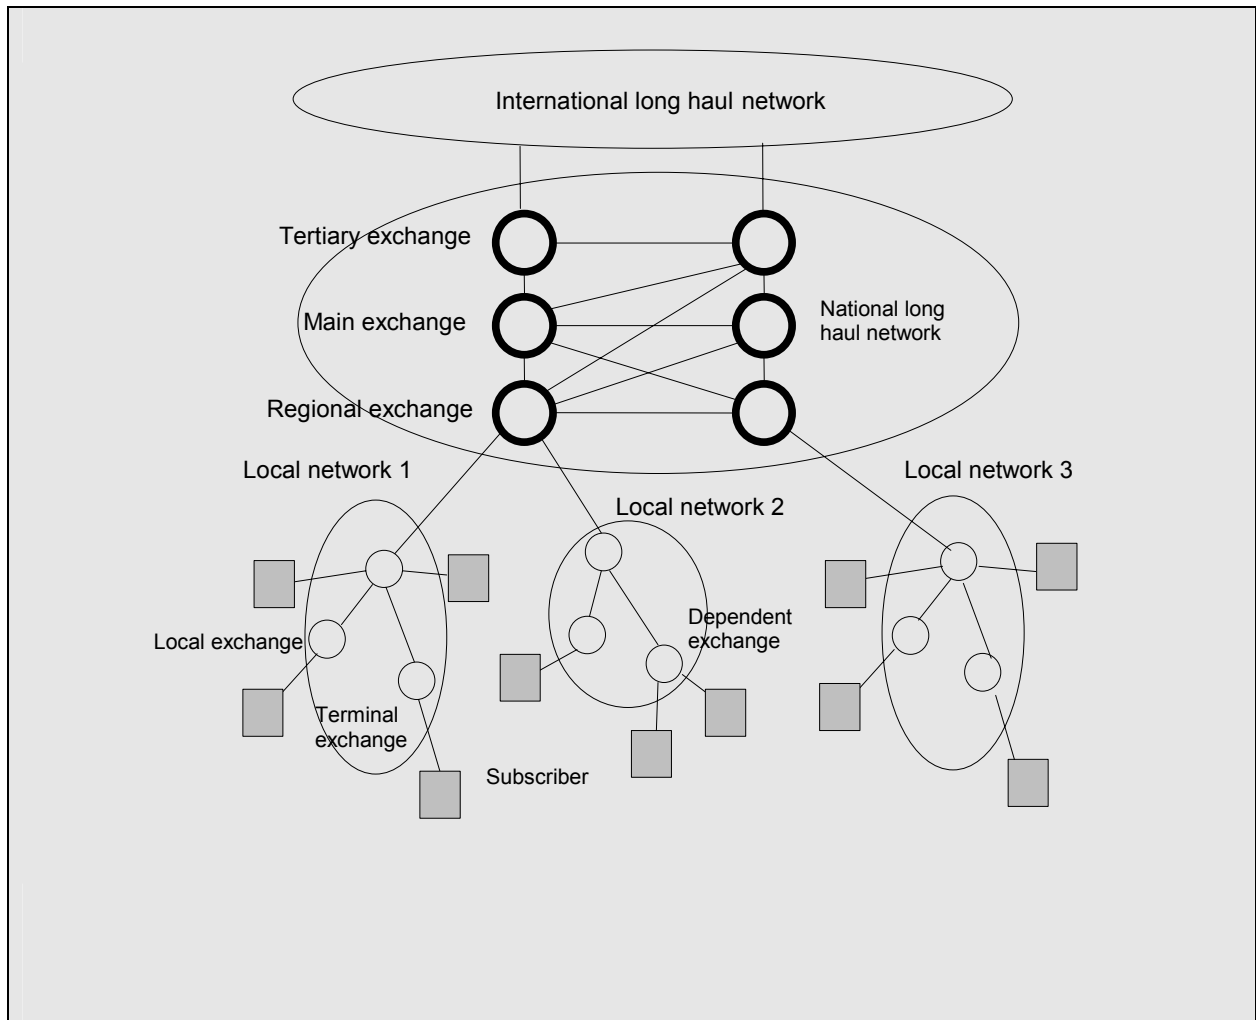 International long haul network
Tertiary exchange
Main exchange
National long
haul network
Regional exchange
Local network 1
Local network 3
Local network 2
Dependent
exchange
Local exchange
Terminal
exchange
Subscriber